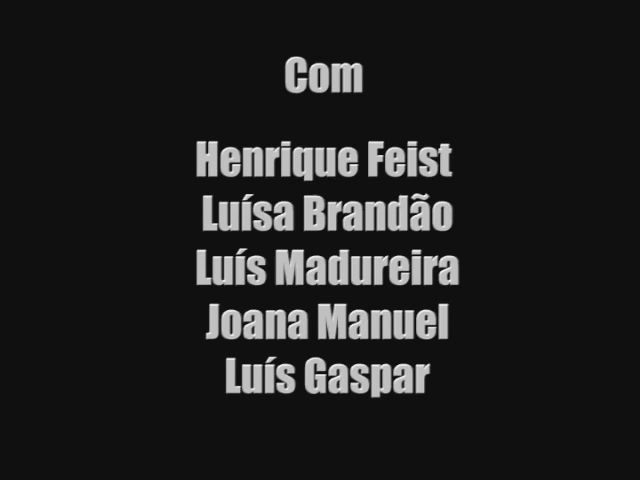 Com
Henrique Feist
Luísa Brandão
Luís Madureira
Joana Manuel
Luís Gaspar